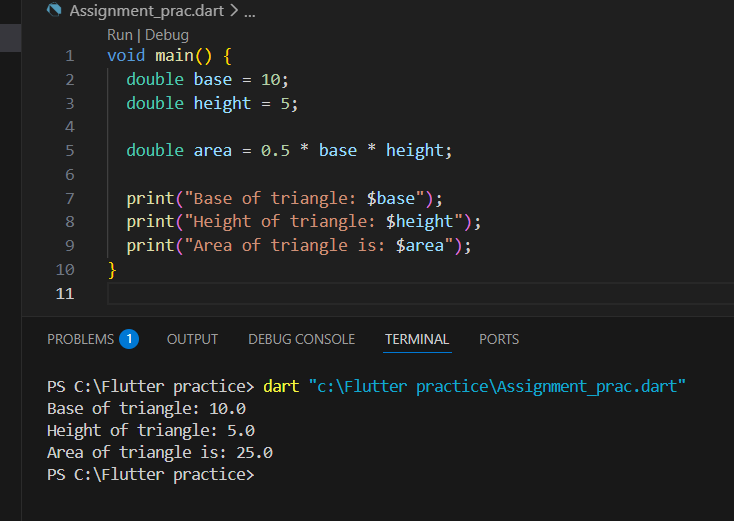 Assignment_prac.dart > ...
Run | Debug
1 void main() {
2   double base = 10;
3   double height = 5;
4
5   double area = 0.5 * base * height;
6
7   print("Base of triangle: $base");
8   print("Height of triangle: $height");
9   print("Area of triangle is: $area");
10 }
11
PROBLEMS 1 OUTPUT DEBUG CONSOLE TERMINAL PORTS
PS C:\Flutter practice> dart "c:\Flutter practice\Assignment_prac.dart"
Base of triangle: 10.0
Height of triangle: 5.0
Area of triangle is: 25.0
PS C:\Flutter practice>